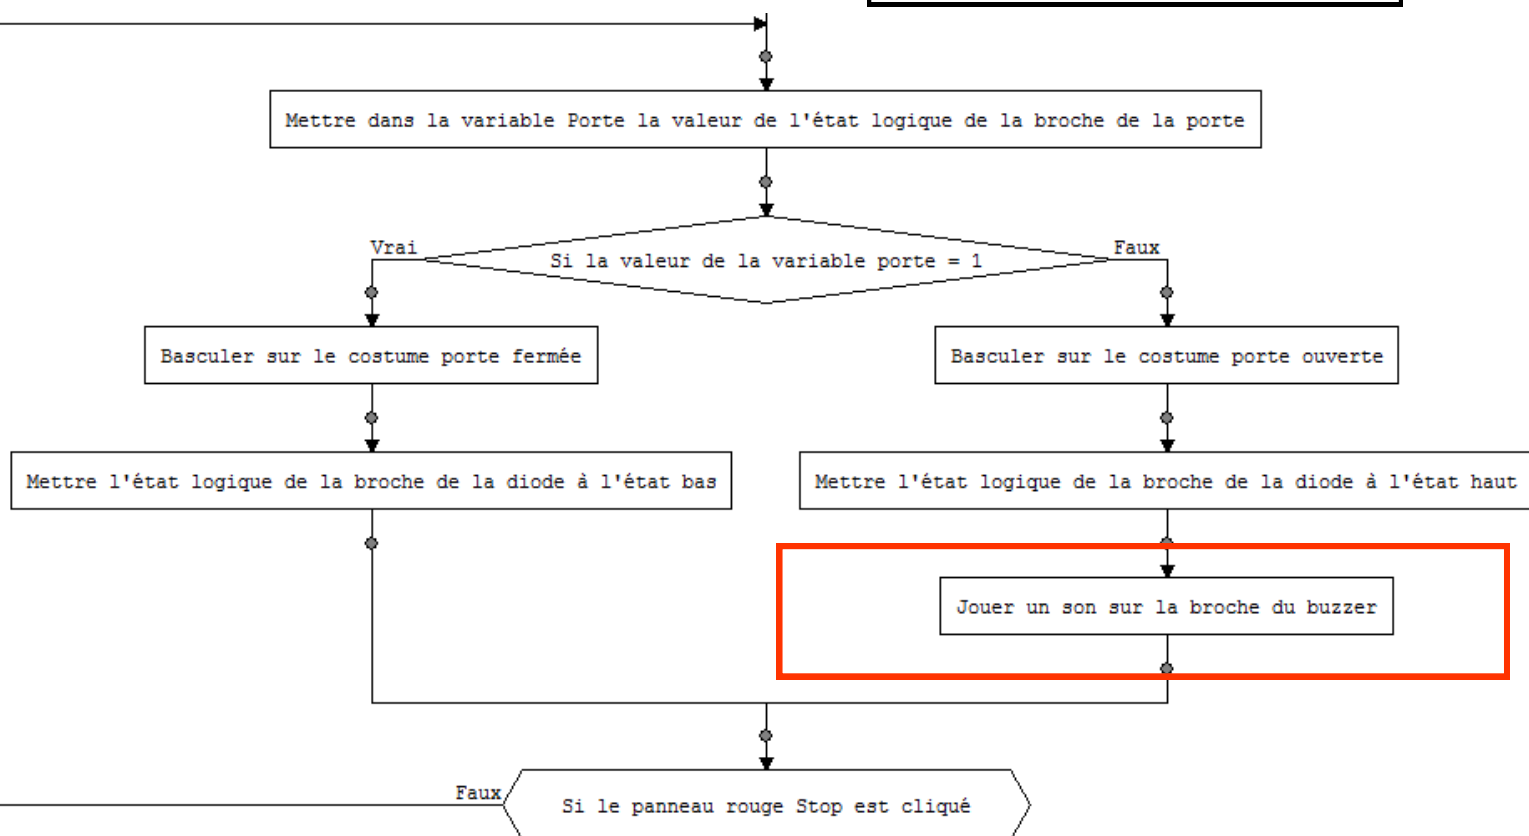 Mettre dans la variable Porte la valeur de l'état logique de la broche de la porte
Vrai
Faux
Si la valeur de la variable porte = 1
Basculer sur le costume porte fermée
Basculer sur le costume porte ouverte
Mettre l'état logique de la broche de la diode à l'état bas
Mettre l'état logique de la broche de la diode à l'état haut
Jouer un son sur la broche du buzzer
Faux
Si le panneau rouge Stop est cliqué